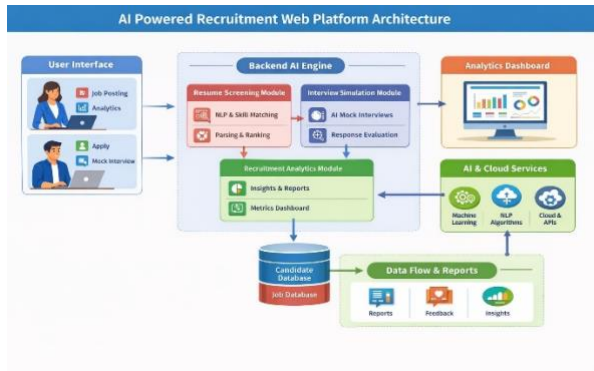 AI Powered Recruitment Web Platform Architecture
User Interface
Job Posting
Analytics
Apply
Mock Interview
Backend AI Engine
Resume Screening Module
NLP & Skill Matching
Parsing & Ranking
Interview Simulation Module
AI Mock Interviews
Response Evaluation
Recruitment Analytics Module
Insights & Reports
Metrics Dashboard
Analytics Dashboard
AI & Cloud Services
Machine
Learning
NLP
Algorithms
Cloud &
APIs
Candidate
Database
Job Database
Data Flow & Reports
Reports
Feedback
Insights